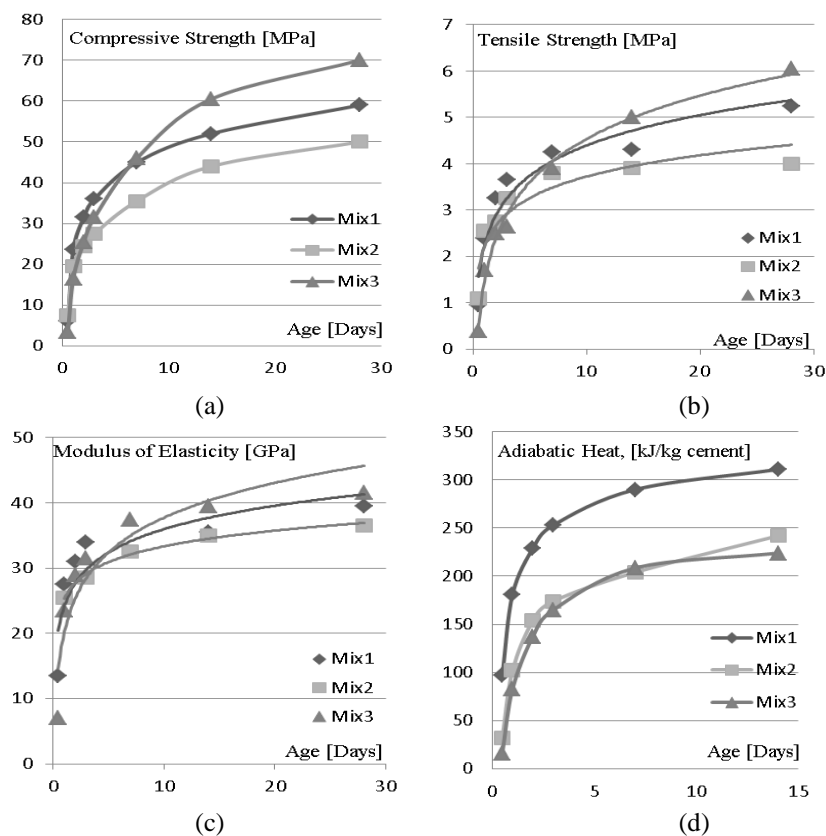 Compressive Strength [MPa]
80
70
60
50
40
30
20
10
0
Mix1
Mix2
Mix3
Age [Days]
0 10 20 30
(a)
Tensile Strength [MPa]
7
6
5
4
3
2
1
0
Mix1
Mix2
Mix3
Age [Days]
0 10 20 30
(b)
Modulus of Elasticity [GPa]
50
40
30
20
10
0
Mix1
Mix2
Mix3
Age [Days]
0 10 20 30
(c)
Adiabatic Heat, [kJ/kg cement]
350
300
250
200
150
100
50
0
Mix1
Mix2
Mix3
Age [Days]
0 5 10 15
(d)